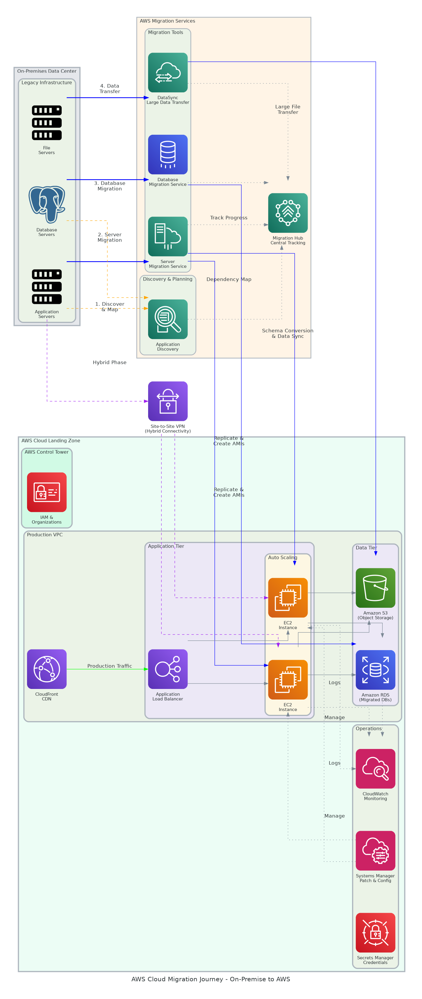 AWS Migration Services
Migration Tools
On-Premises Data Center
Legacy Infrastructure
4. Data
Transfer
DataSync
Large Data Transfer
Large File
Transfer
File
Servers
Database
Migration Service
3. Database
Migration
Track Progress
Database
Servers
2. Server
Migration
Migration Hub
Central Tracking
Server
Migration Service
Discovery & Planning
Dependency Map
1. Discover
& Map
Application
Servers
Schema Conversion
& Data Sync
Application
Discovery
Hybrid Phase
Site-to-Site VPN
(Hybrid Connectivity)
AWS Cloud Landing Zone
Replicate &
Create AMIs
AWS Control Tower
Replicate &
Create AMIs
IAM &
Organizations
Production VPC
Application Tier
Data Tier
Auto Scaling
Amazon S3
(Object Storage)
EC2
Instance
Production Traffic
Logs
CloudFront
CDN
Application
Load Balancer
Amazon RDS
(Migrated DBs)
EC2
Instance
Manage
Operations
Logs
CloudWatch
Monitoring
Manage
Systems Manager
Patch & Config
Secrets Manager
Credentials
AWS Cloud Migration Journey - On-Premise to AWS